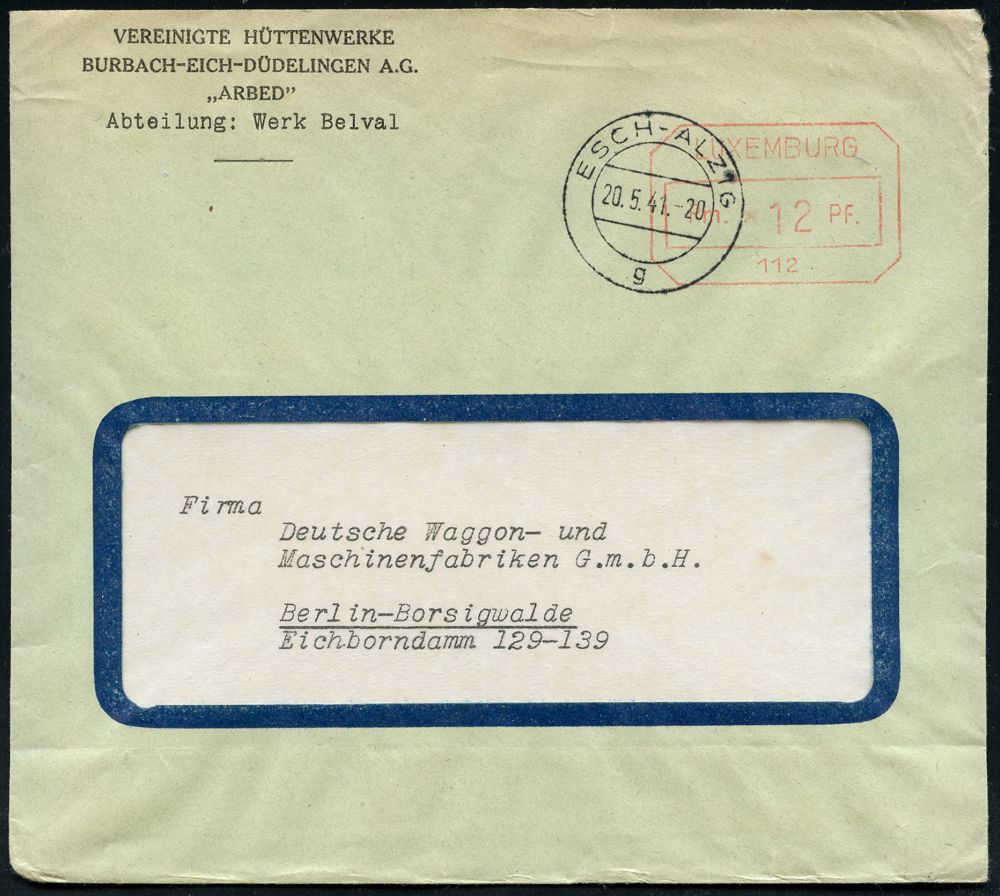 VEREINIGTE HÜTTENWERKE
BURBACH-EICH-DÜDELINGEN A.G.
„ARBED”
Abteilung: Werk Belval
ESCH-ALZIG
20.5.41.-20
g
LUXEMBURG
m. * 12 PF.
112
Firma
Deutsche Waggon- und
Maschinenfabriken G.m.b.H.
Berlin-Borsigwalde
Eichborndamm 129-139